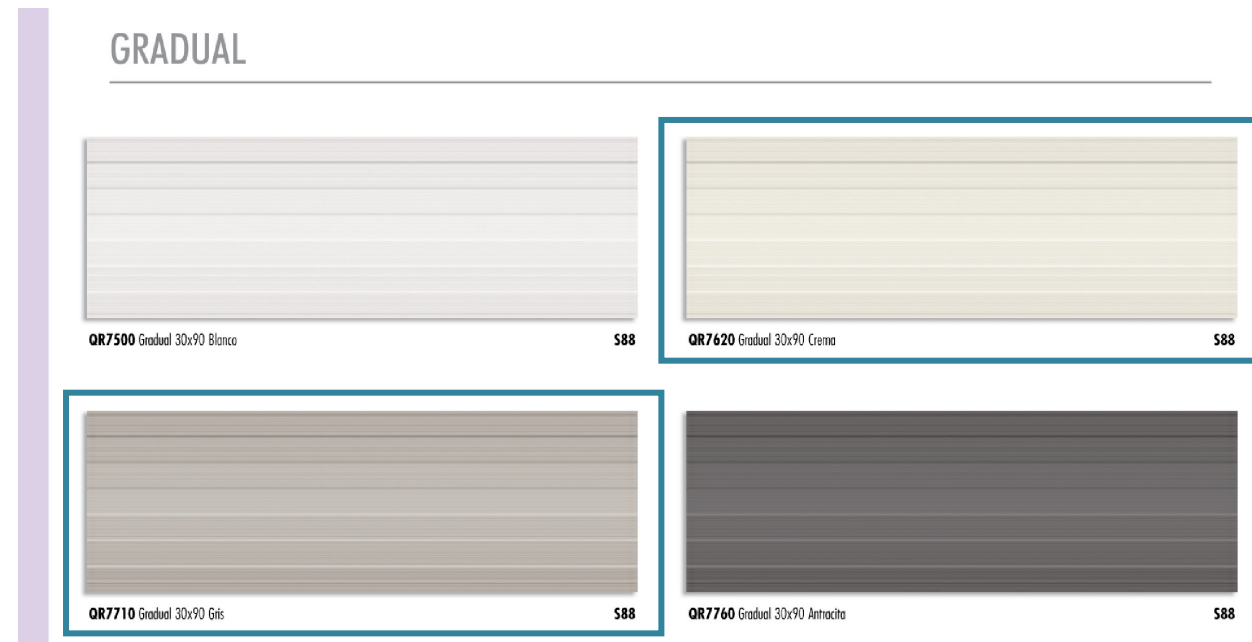 GRADUAL
QR7500 Gradual 30x90 Blanco S88
QR7620 Gradual 30x90 Crema S88
QR7710 Gradual 30x90 Gris S88
QR7760 Gradual 30x90 Antracita S88